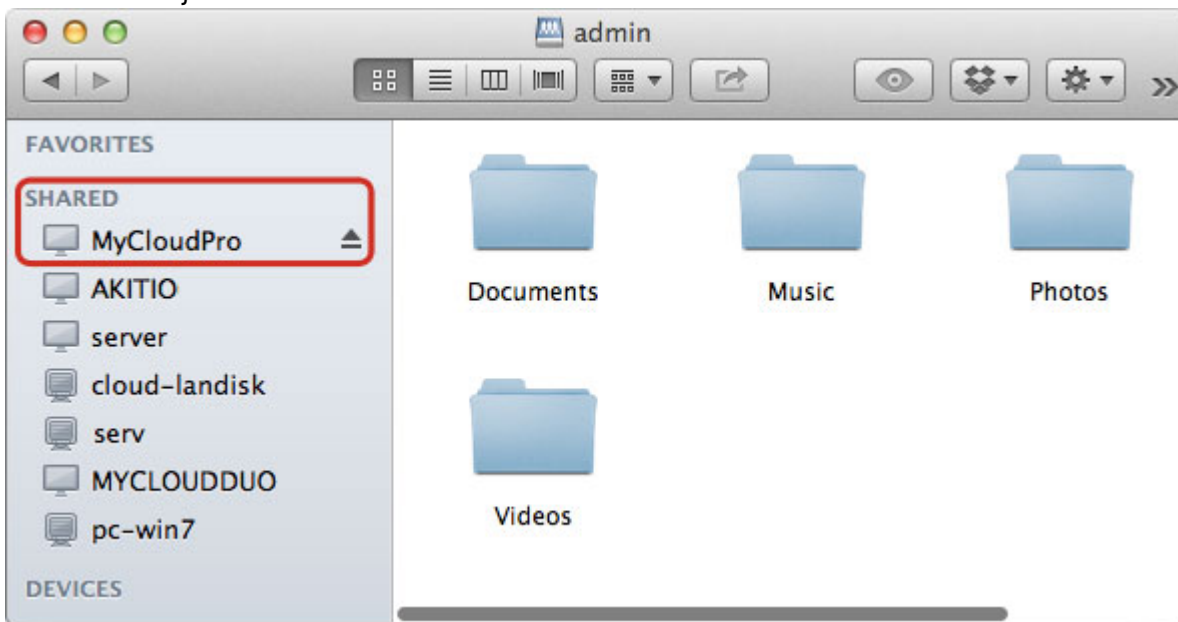 admin
FAVORITES
SHARED
MyCloudPro
AKITIO
server
cloud-landisk
serv
MYCLOUDDUO
pc-win7
DEVICES
Documents
Music
Photos
Videos